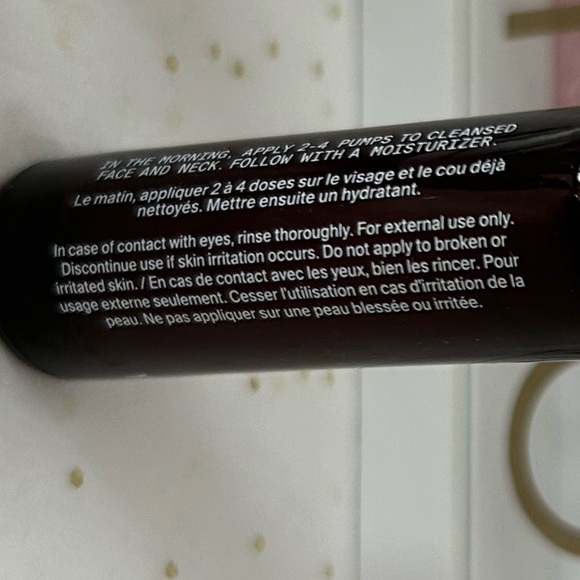 IN THE MORNING, APPLY 2-4 PUMPS TO CLEANSED
FACE AND NECK. FOLLOW WITH A MOISTURIZER.
Le matin, appliquer 2 à 4 doses sur le visage et le cou déjà
nettoyés. Mettre ensuite un hydratant.
In case of contact with eyes, rinse thoroughly. For external use only.
Discontinue use if skin irritation occurs. Do not apply to broken or
irritated skin. / En cas de contact avec les yeux, bien les rincer. Pour
usage externe seulement. Cesser l'utilisation en cas d'irritation de la
peau. Ne pas appliquer sur une peau blessée ou irritée.